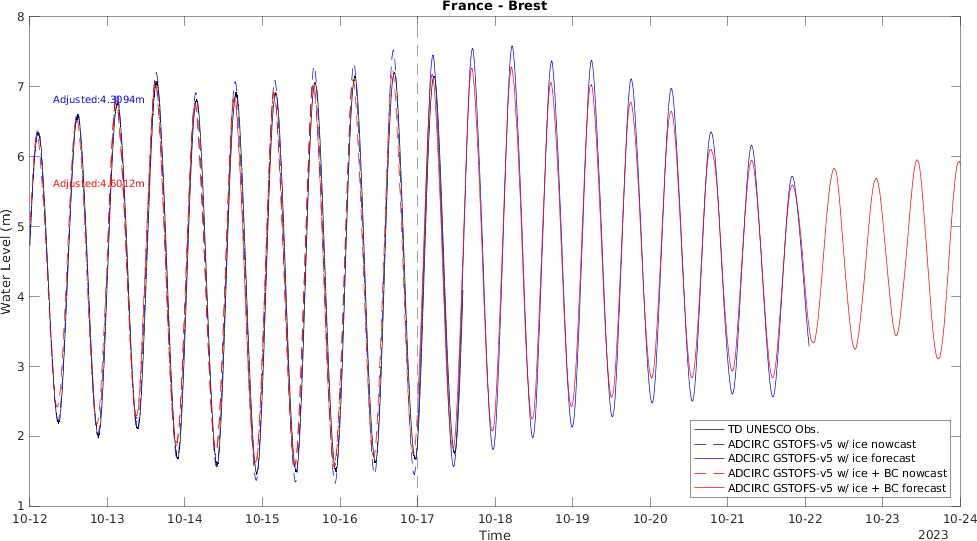 France - Brest
8
7
6
5
4
3
2
1
Water Level (m)
Adjusted:4.3094m
Adjusted:4.6012m
TD UNESCO Obs.
ADCIRC GSTOFS-v5 w/ ice nowcast
ADCIRC GSTOFS-v5 w/ ice forecast
ADCIRC GSTOFS-v5 w/ ice + BC nowcast
ADCIRC GSTOFS-v5 w/ ice + BC forecast
10-12 10-13 10-14 10-15 10-16 10-17 10-18 10-19 10-20 10-21 10-22 10-23 10-24
Time
2023